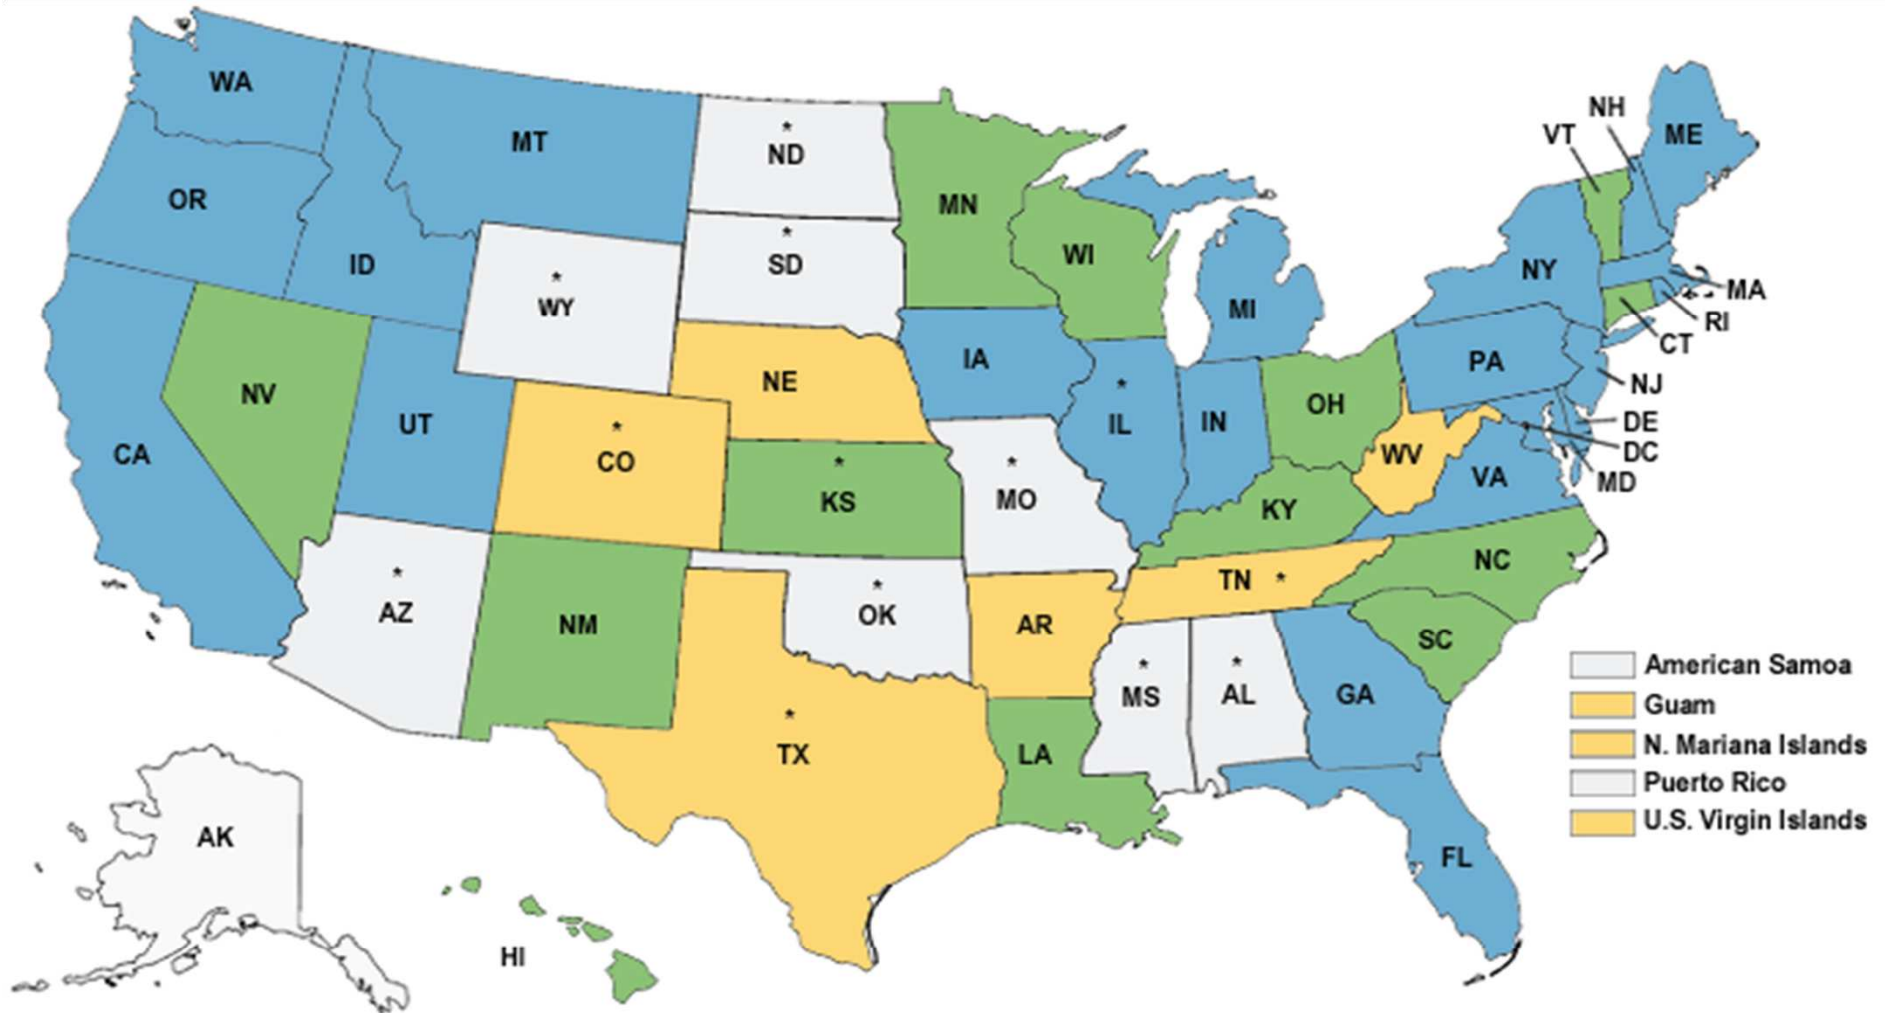 WA
MT
*
ND
MN
NH
VT
ME
OR
ID
*
SD
WI
*
WY
MI
NY
MA
RI
CT
NV
UT
NE
IA
*
IL
IN
OH
PA
NJ
DE
DC
MD
CA
*
CO
*
KS
*
MO
WV
VA
KY
*
AZ
NM
*
OK
AR
TN *
NC
SC
*
TX
LA
*
MS
*
AL
GA
FL
AK
HI
American Samoa
Guam
N. Mariana Islands
Puerto Rico
U.S. Virgin Islands